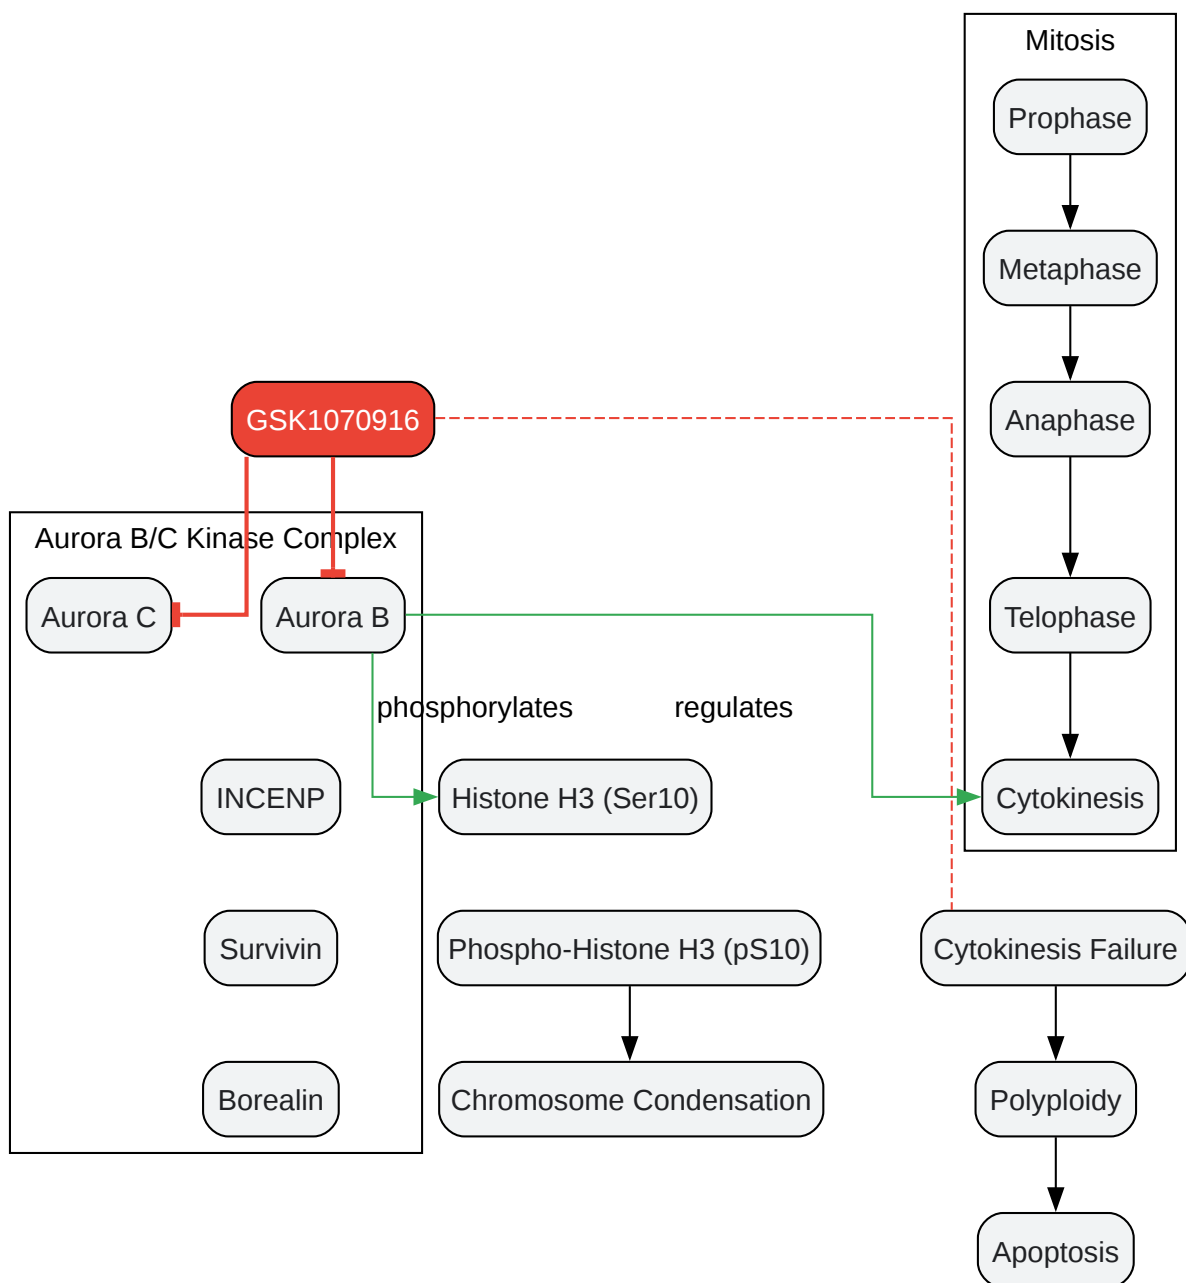 Mitosis
Prophase
Metaphase
GSK1070916
Anaphase
Aurora B/C Kinase Complex
Aurora C
Aurora B
Telophase
phosphorylates
regulates
INCENP
Histone H3 (Ser10)
Cytokinesis
Survivin
Phospho-Histone H3 (pS10)
Cytokinesis Failure
Borealin
Chromosome Condensation
Polyploidy
Apoptosis